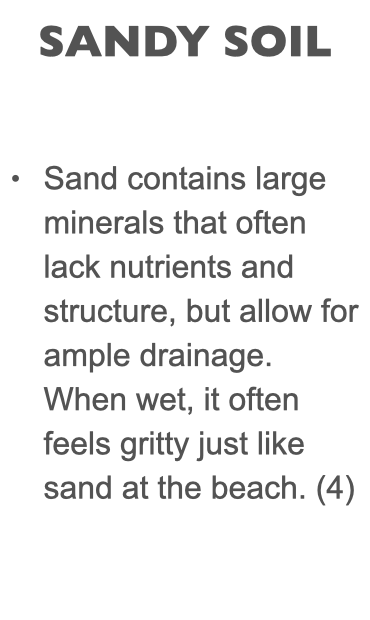 SANDY SOIL
• Sand contains large
minerals that often
lack nutrients and
structure, but allow for
ample drainage.
When wet, it often
feels gritty just like
sand at the beach. (4)